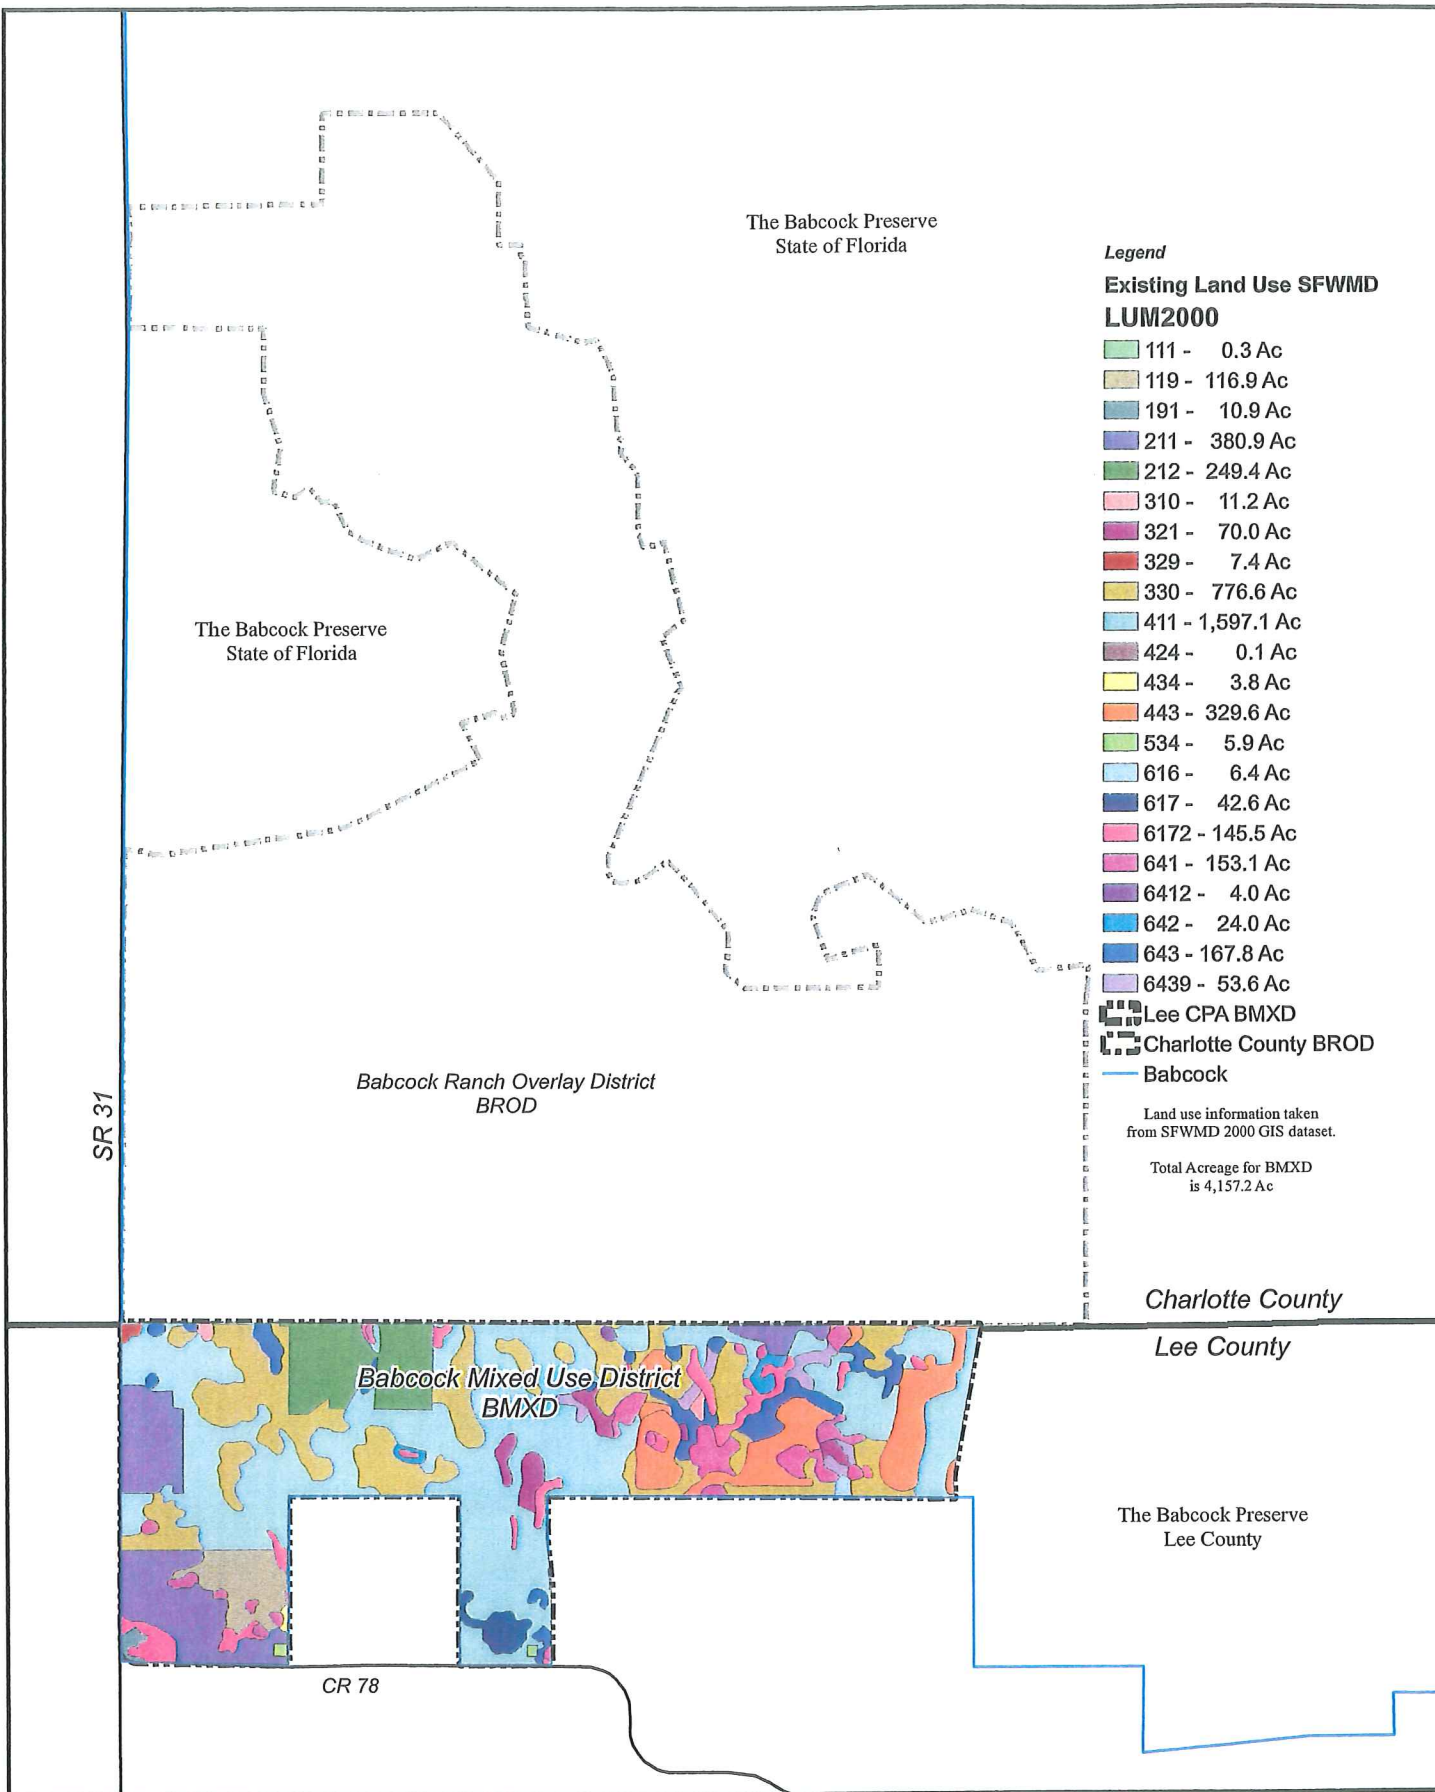 The Babcock Preserve
State of Florida
Legend
Existing Land Use SFWMD
LUM2000
111 - 0.3 Ac
119 - 116.9 Ac
191 - 10.9 Ac
211 - 380.9 Ac
212 - 249.4 Ac
310 - 11.2 Ac
321 - 70.0 Ac
329 - 7.4 Ac
330 - 776.6 Ac
411 - 1,597.1 Ac
424 - 0.1 Ac
434 - 3.8 Ac
443 - 329.6 Ac
534 - 5.9 Ac
616 - 6.4 Ac
617 - 42.6 Ac
6172 - 145.5 Ac
641 - 153.1 Ac
6412 - 4.0 Ac
642 - 24.0 Ac
643 - 167.8 Ac
6439 - 53.6 Ac
Lee CPA BMXD
Charlotte County BROD
Babcock
Land use information taken
from SFWMD 2000 GIS dataset.
Total Acreage for BMXD
is 4,157.2 Ac
The Babcock Preserve
State of Florida
Babcock Ranch Overlay District
BROD
SR 31
Charlotte County
Lee County
Babcock Mixed Use District
BMXD
The Babcock Preserve
Lee County
CR 78